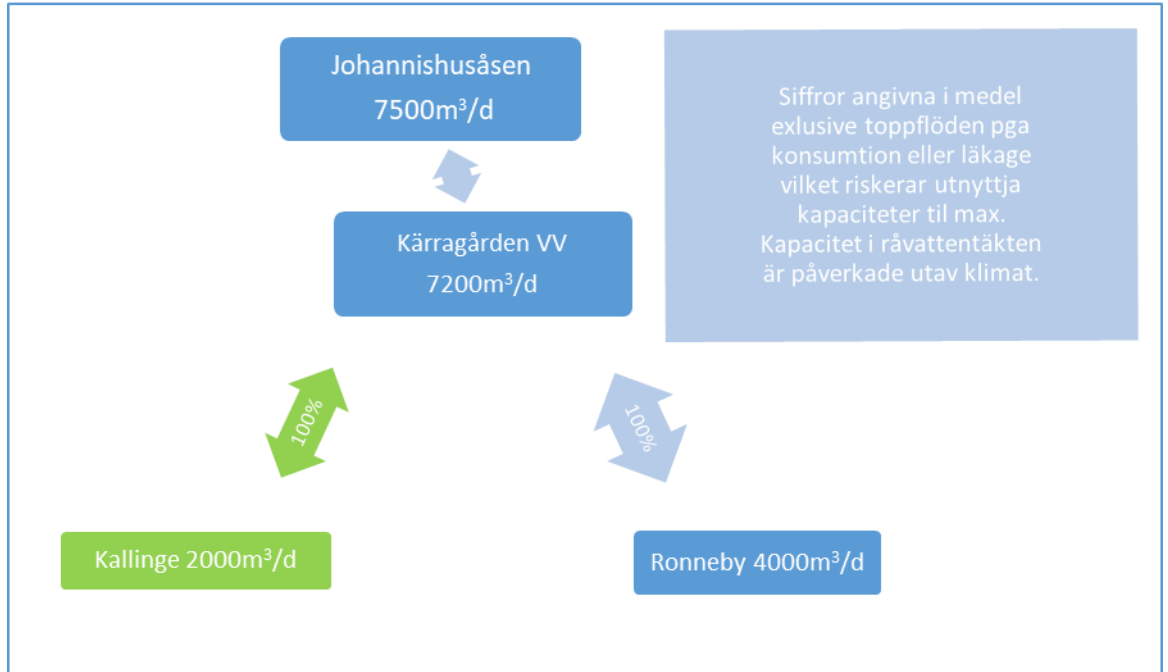 Johannishusåsen
7500m³/d
Siffror angivna i medel
exlusive toppflöden pga
konsumtion eller läkage
vilket riskerar utnyttja
kapaciteter til max.
Kapacitet i råvattentäkten
är påverkade utav klimat.
Kärragården VV
7200m³/d
100%
100%
Kallinge 2000m³/d
Ronneby 4000m³/d